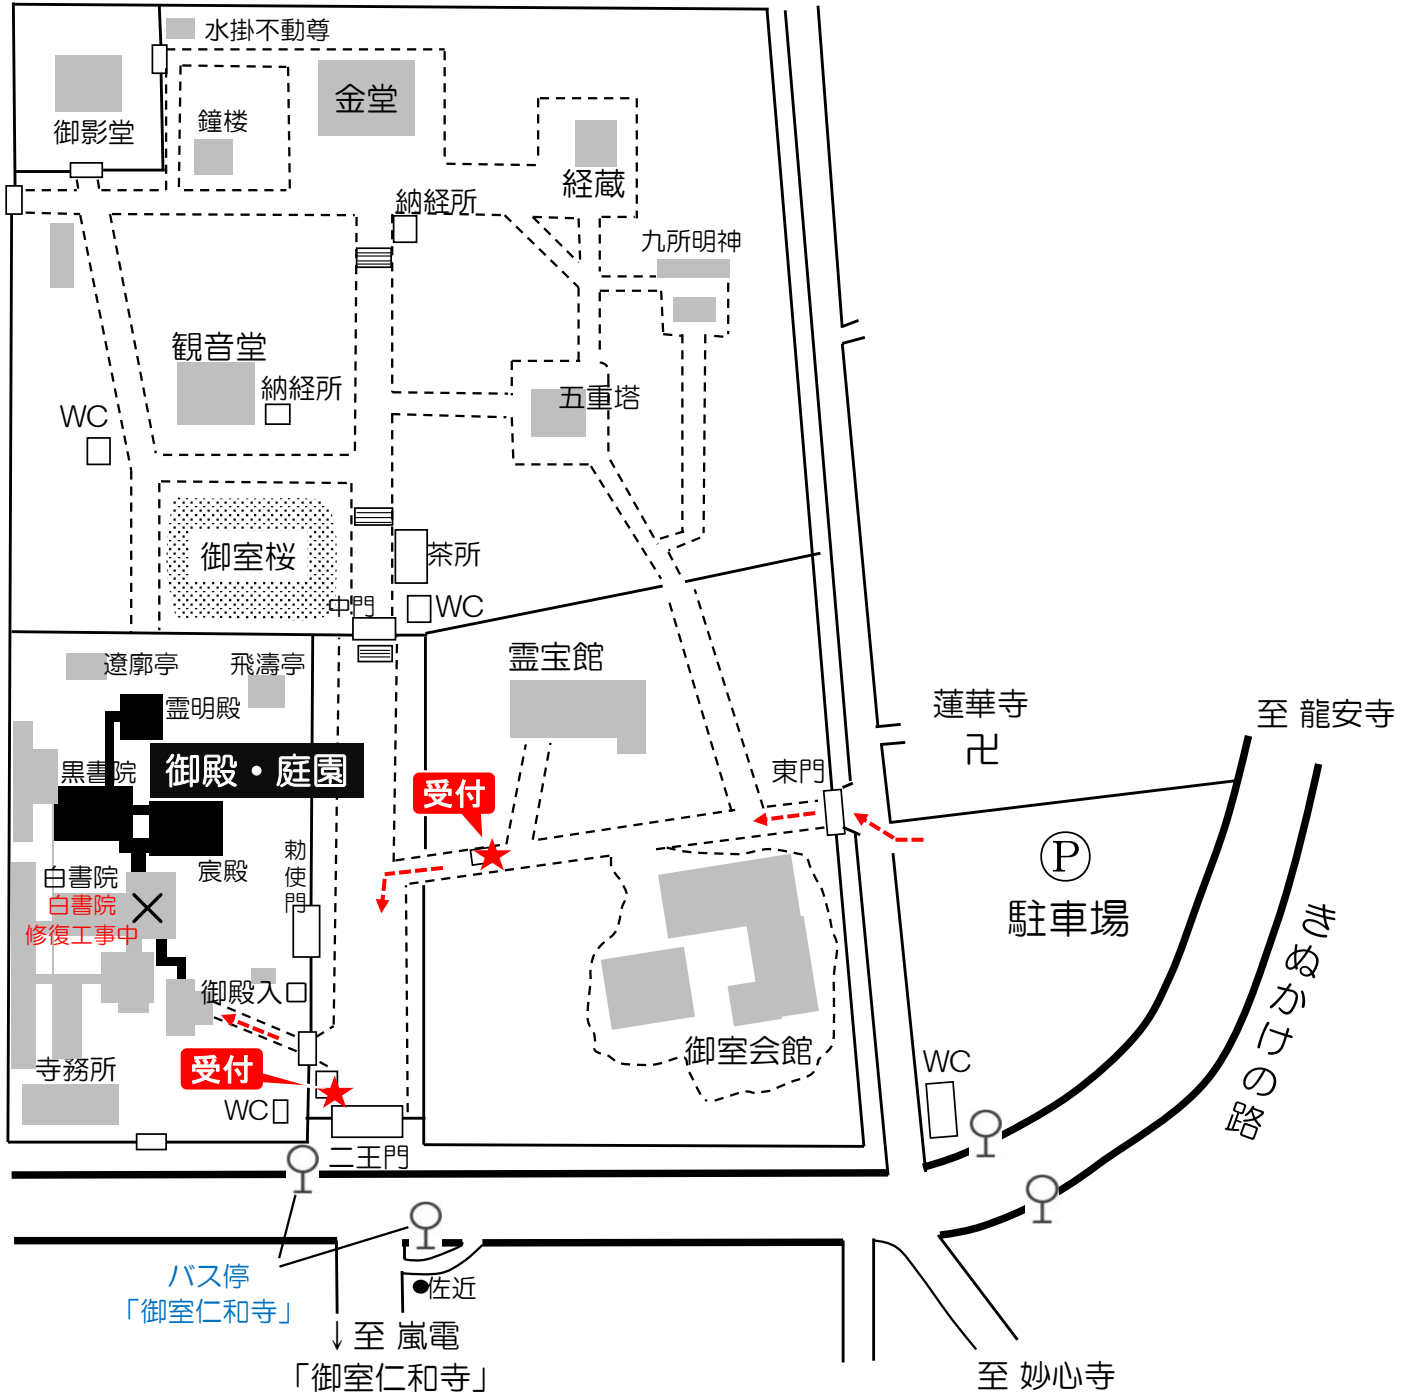 水掛不動尊
金堂
御影堂
鐘楼
経蔵
納経所
九所明神
観音堂
納経所
五重塔
WC
御室桜
茶所
中門
WC
霊宝館
遼廓亭
飛濤亭
霊明殿
蓮華寺
卍
至 龍安寺
黒書院
御殿・庭園
東門
受付
勅使門
宸殿
白書院
白書院
修復工事中
Ⓟ
駐車場
きぬかけの路
御殿入口
御室会館
寺務所
受付
WC
WC
二王門
バス停
「御室仁和寺」
佐近
↓至 嵐電
「御室仁和寺」
至 妙心寺